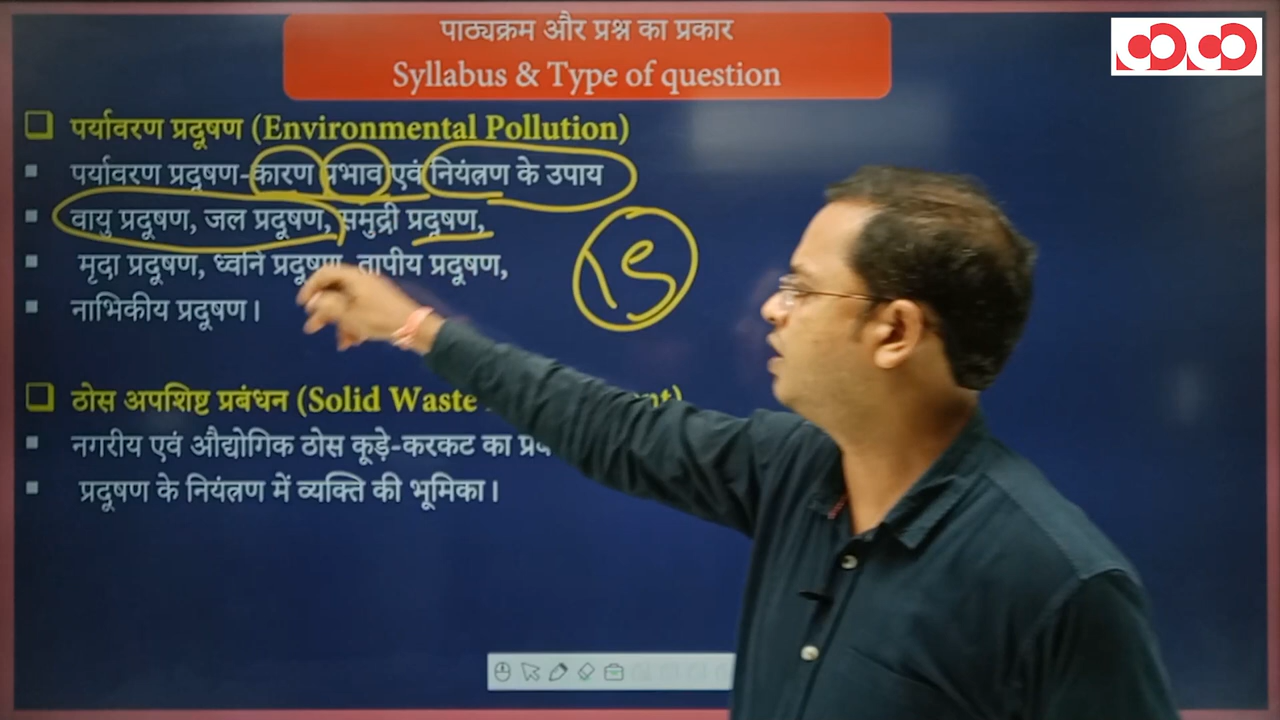 पाठ्यक्रम और प्रश्न का प्रकार
Syllabus & Type of question
पर्यावरण प्रदूषण (Environmental Pollution)
पर्यावरण प्रदूषण-कारण प्रभाव एवं नियंत्रण के उपाय
वायु प्रदूषण, जल प्रदूषण, समुद्री प्रदूषण,
मृदा प्रदूषण, ध्वनि प्रदूषण तापीय प्रदूषण,
नाभिकीय प्रदूषण।
ठोस अपशिष्ट प्रबंधन (Solid Waste
नगरीय एवं औद्योगिक ठोस कूड़े-करकट का
प्रदूषण के नियंत्रण में व्यक्ति की भूमिका।